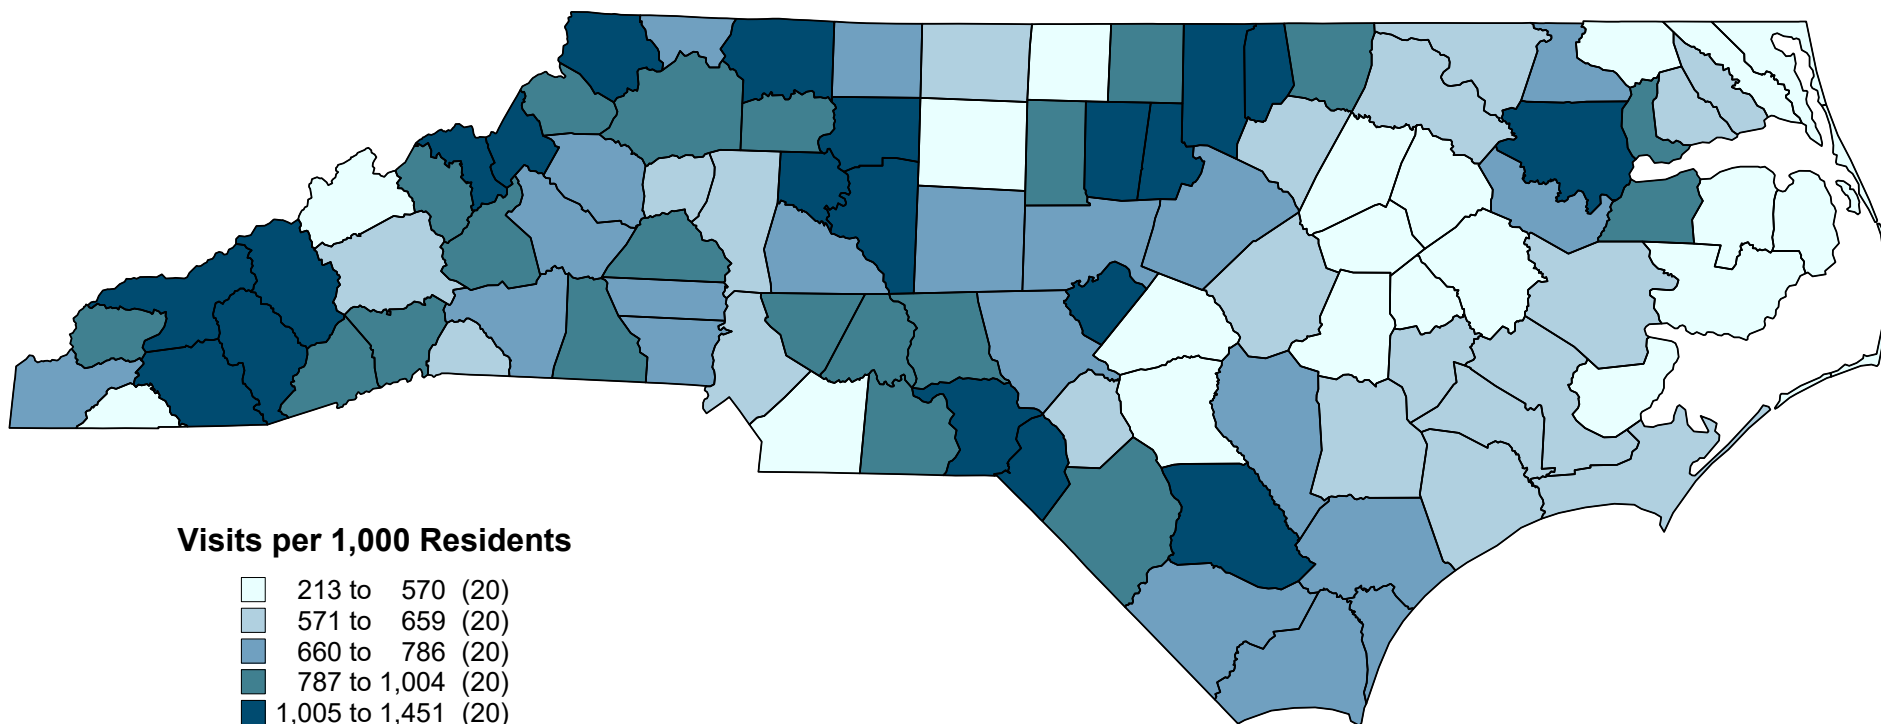 Visits per 1,000 Residents
213 to 570 (20)
571 to 659 (20)
660 to 786 (20)
787 to 1,004 (20)
1,005 to 1,451 (20)